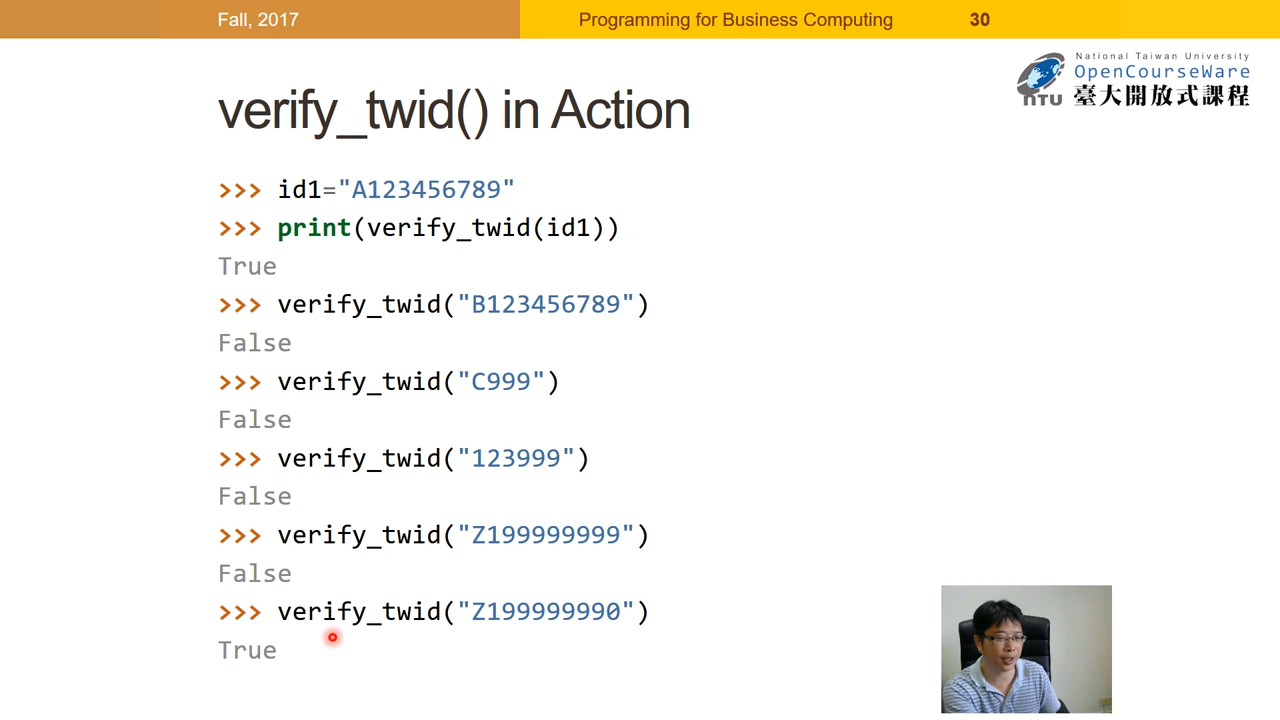 Fall, 2017
Programming for Business Computing
30
National Taiwan University
OpenCourseWare
臺大開放式課程
NTU
verify_twid() in Action
>>> id1="A123456789"
>>> print(verify_twid(id1))
True
>>> verify_twid("B123456789")
False
>>> verify_twid("C999")
False
>>> verify_twid("123999")
False
>>> verify_twid("Z199999999")
False
>>> verify_twid("Z199999990")
True